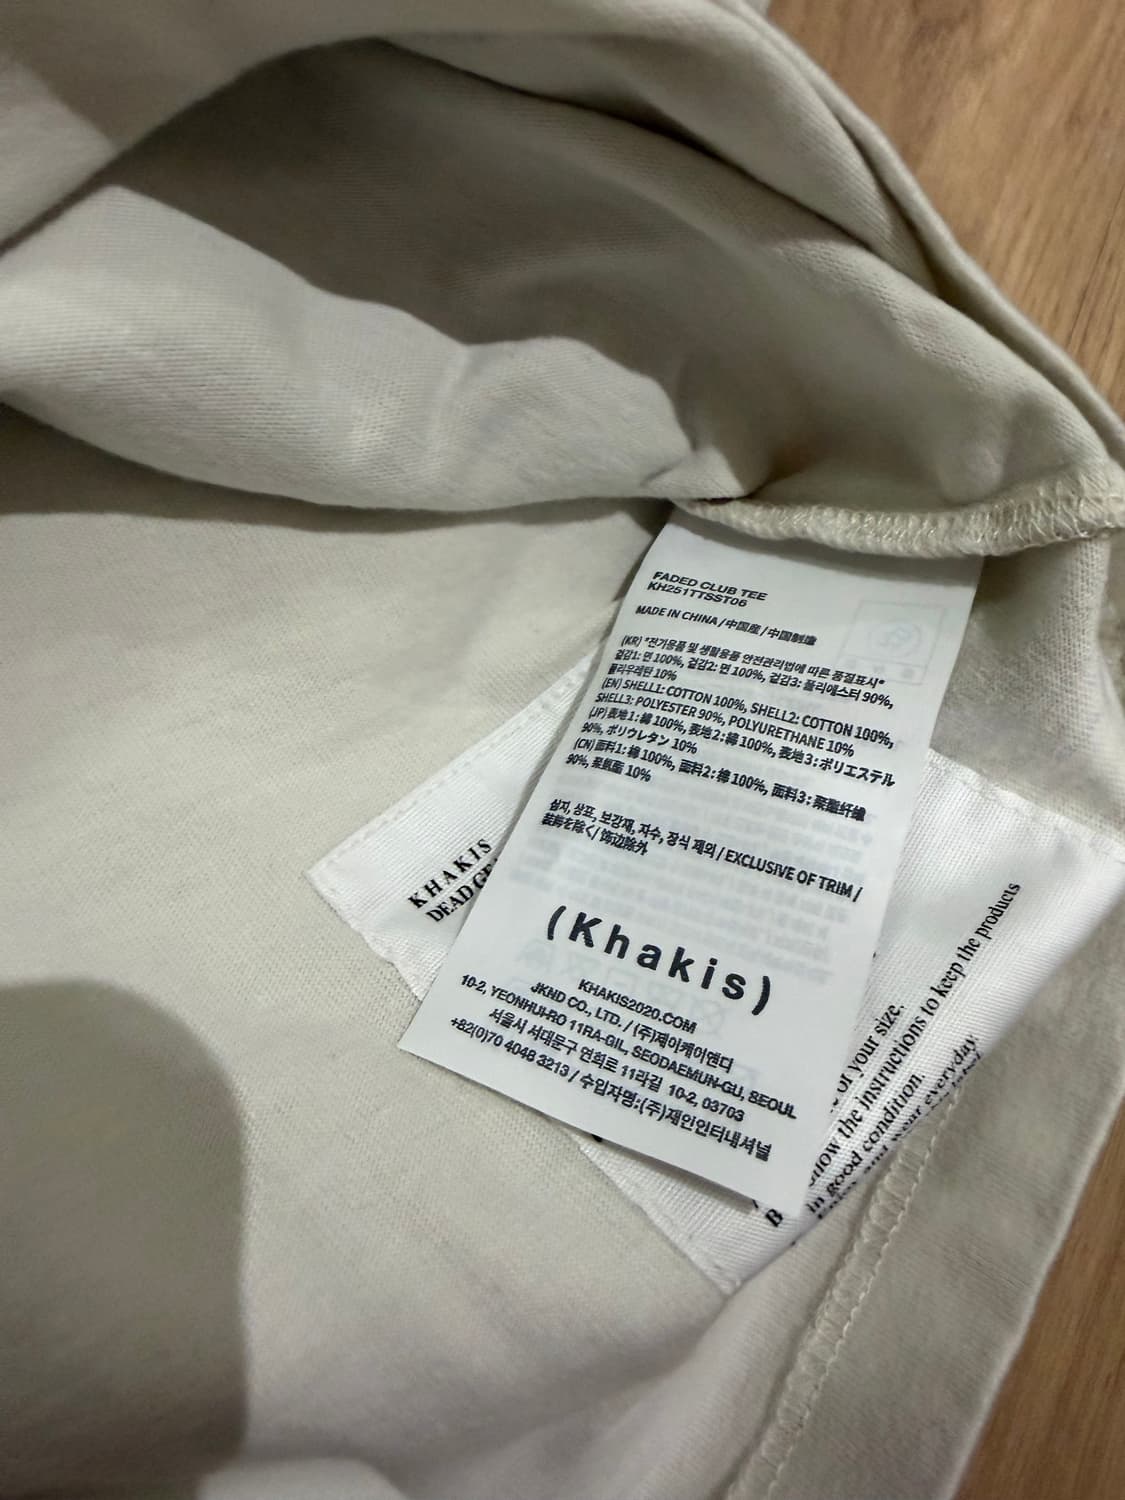 FADED CLUB TEE
KH251TTSST06
MADE IN CHINA / 中国産 / 中国制造
(KR) *전기용품 및 생활용품 안전관리법에 따른 품질표시*
겉감1: 면 100%, 겉감2: 면 100%, 겉감3: 폴리에스터 90%,
폴리우레탄 10%
(EN) SHELL1: COTTON 100%, SHELL2: COTTON 100%,
SHELL3: POLYESTER 90%, POLYURETHANE 10%
(JP) 表地1: 綿 100%, 表地2: 綿 100%, 表地3: ポリエステル
90%, ポリウレタン 10%
(CN) 面料1: 棉 100%, 面料2: 棉 100%, 面料3: 聚酯纤维
90%, 聚氨酯 10%
심지, 상표, 보강재, 자수, 장식 제외 / EXCLUSIVE OF TRIM /
装飾を除く / 饰边除外
(Khakis)
KHAKIS2020.COM
JKND CO., LTD. / (주)제이케이앤디
10-2, YEONHUI-RO 11RA-GIL, SEODAEMUN-GU, SEOUL
서울시 서대문구 연희로 11라길 10-2, 03703
+82(0)70 4048 3213 / 수입자명:(주)재인인터내셔널
KHAKIS
DEAD
of your size.
the instructions to keep the products
in good condition.
Enjoy and wear everyday